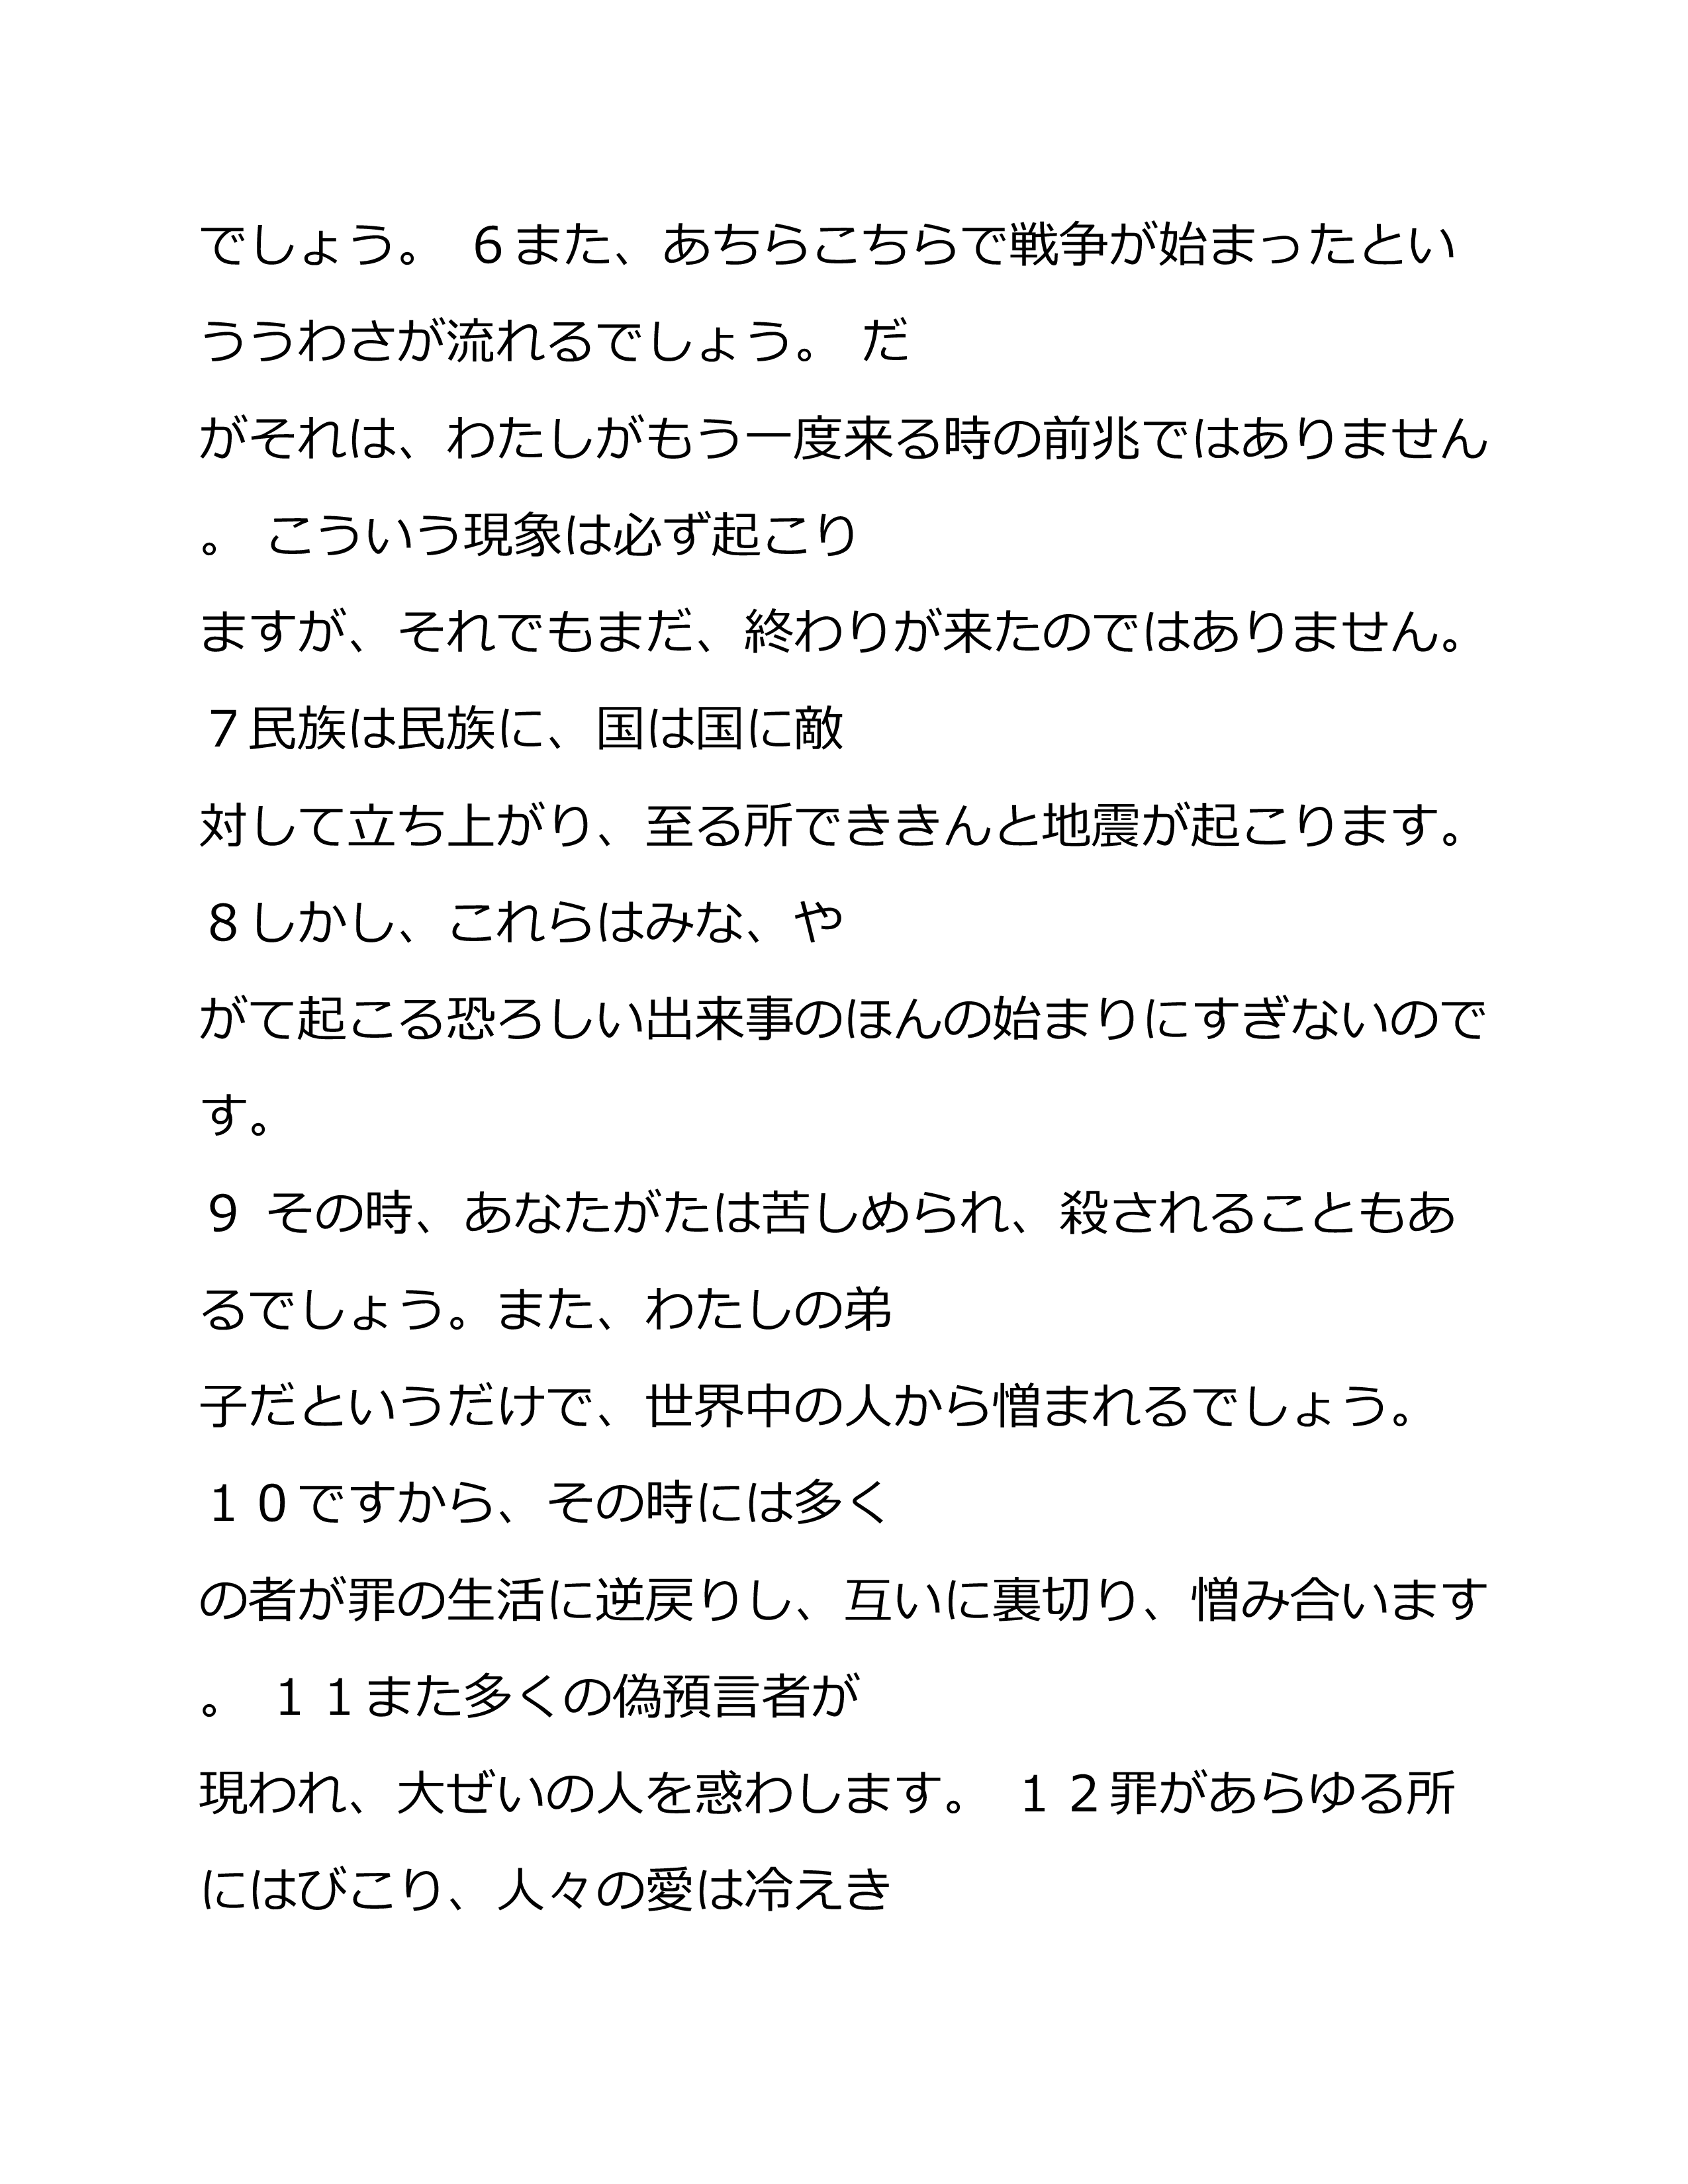 でしょう。 ６また、あちらこちらで戦争が始まったとい
ううわさが流れるでしょう。 だ
がそれは、わたしがもう一度来る時の前兆ではありません
。 こういう現象は必ず起こり
ますが、それでもまだ、終わりが来たのではありません。
７民族は民族に、国は国に敵
対して立ち上がり、至る所でききんと地震が起こります。
８しかし、これらはみな、や
がて起こる恐ろしい出来事のほんの始まりにすぎないので
す。
９ その時、あなたがたは苦しめられ、殺されることもあ
るでしょう。また、わたしの弟
子だというだけで、世界中の人から憎まれるでしょう。
１０ですから、その時には多く
の者が罪の生活に逆戻りし、互いに裏切り、憎み合います
。 １１また多くの偽預言者が
現われ、大ぜいの人を惑わします。 １２罪があらゆる所
にはびこり、人々の愛は冷えき